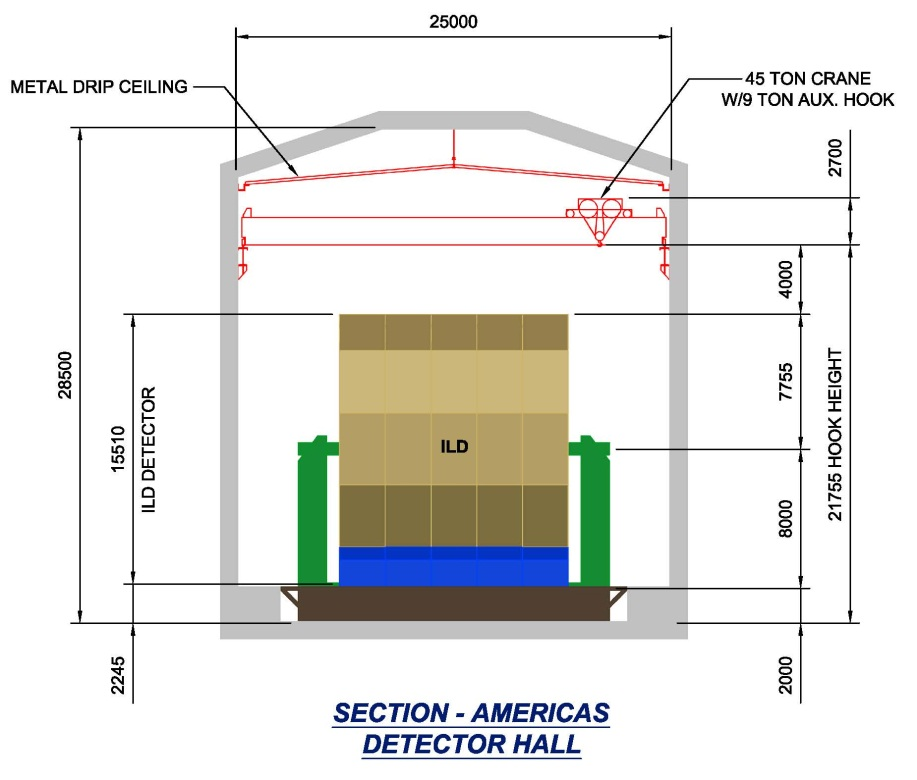 25000
METAL DRIP CEILING
45 TON CRANE
W/9 TON AUX. HOOK
2700
4000
28500
15510
ILD DETECTOR
ILD
7755
21755 HOOK HEIGHT
8000
2245
2000
SECTION - AMERICAS
DETECTOR HALL